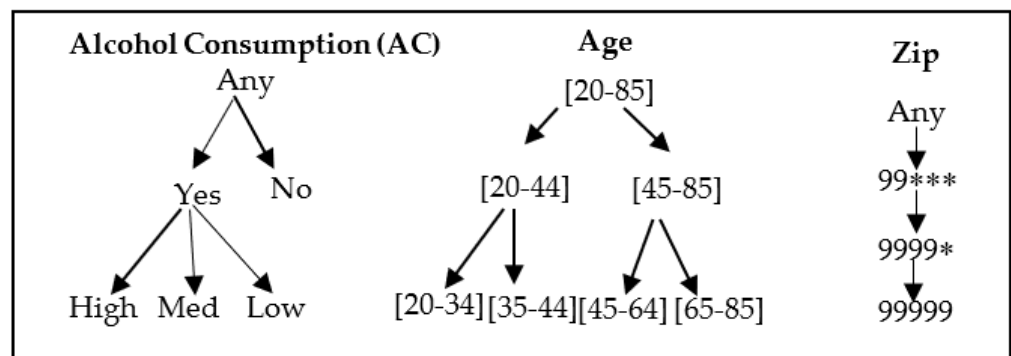 Alcohol Consumption (AC)
Any
Yes
No
High Med Low
Age
[20-85]
[20-44] [45-85]
[20-34] [35-44] [45-64] [65-85]
Zip
Any
99***
9999*
99999